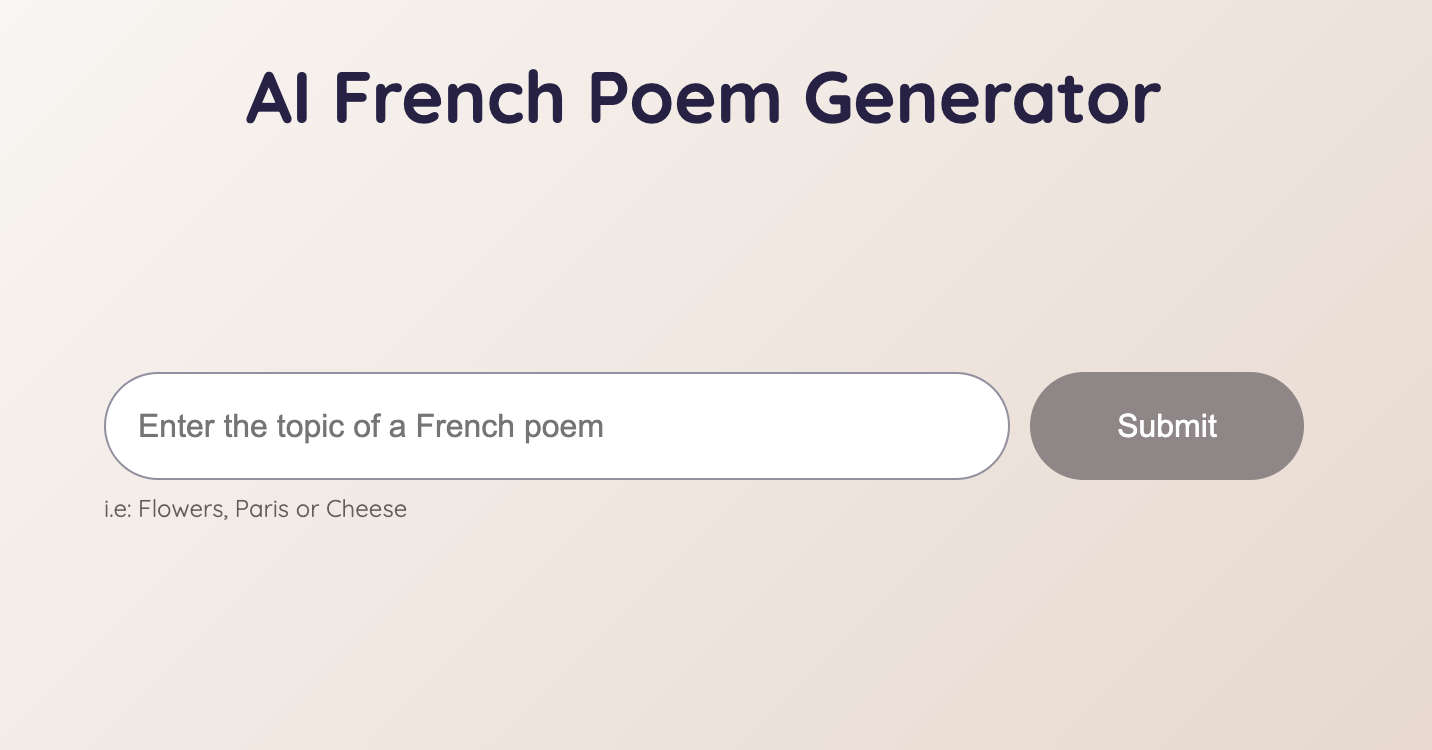 AI French Poem Generator
Enter the topic of a French poem
Submit
i.e: Flowers, Paris or Cheese